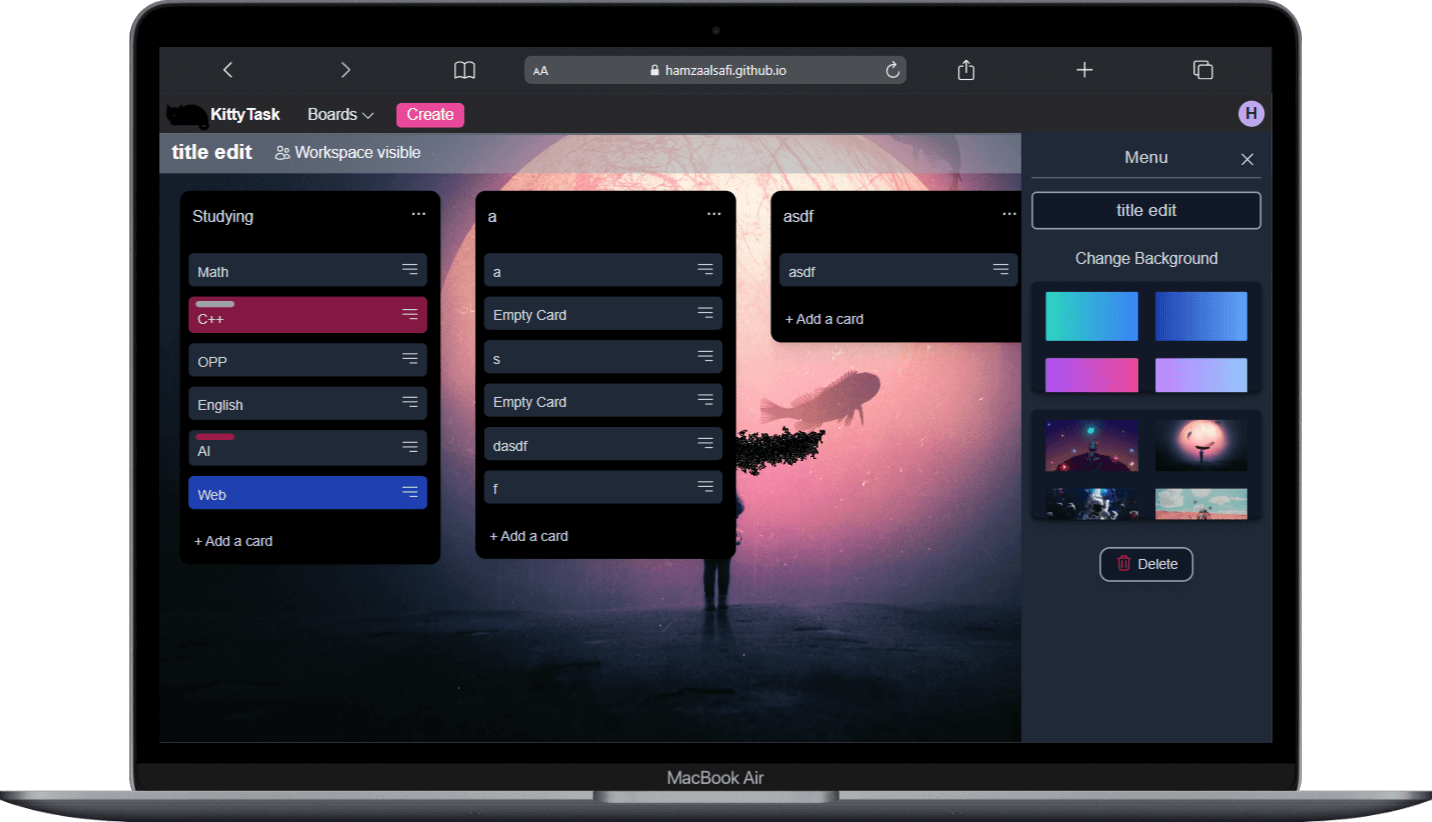 AA hamzaalsafi.github.io
KittyTask Boards Create H
title edit Workspace visible
Menu
title edit
Change Background
Delete
Studying
Math
C++
OPP
English
AI
Web
+ Add a card
a
a
Empty Card
s
Empty Card
dasdf
f
+ Add a card
asdf
asdf
+ Add a card
MacBook Air